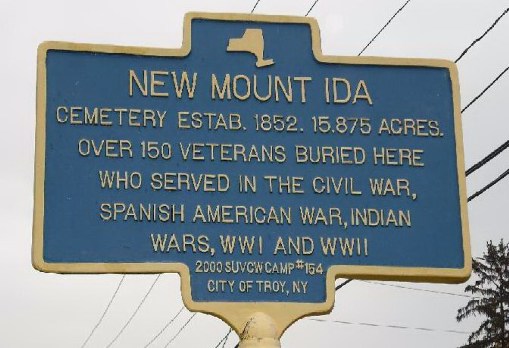 NEW MOUNT IDA
CEMETERY ESTAB. 1852. 15.875 ACRES.
OVER 150 VETERANS BURIED HERE
WHO SERVED IN THE CIVIL WAR,
SPANISH AMERICAN WAR, INDIAN
WARS, WWI AND WWII
2000 SUVCW CAMP #154
CITY OF TROY, NY